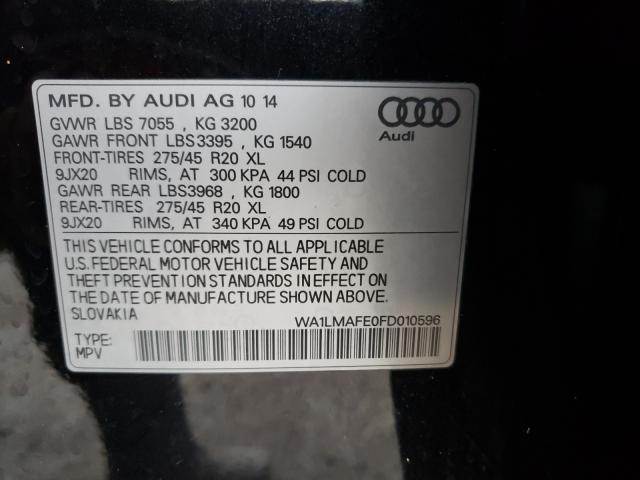 MFD. BY AUDI AG 10 14
Audi
GVWR LBS 7055 , KG 3200
GAWR FRONT LBS3395 , KG 1540
FRONT-TIRES 275/45 R20 XL
9JX20 RIMS, AT 300 KPA 44 PSI COLD
GAWR REAR LBS3968 , KG 1800
REAR-TIRES 275/45 R20 XL
9JX20 RIMS, AT 340 KPA 49 PSI COLD
THIS VEHICLE CONFORMS TO ALL APPLICABLE
U.S. FEDERAL MOTOR VEHICLE SAFETY AND
THEFT PREVENTION STANDARDS IN EFFECT ON
THE DATE OF MANUFACTURE SHOWN ABOVE
SLOVAKIA
WA1LMAFE0FD010596
TYPE:
MPV